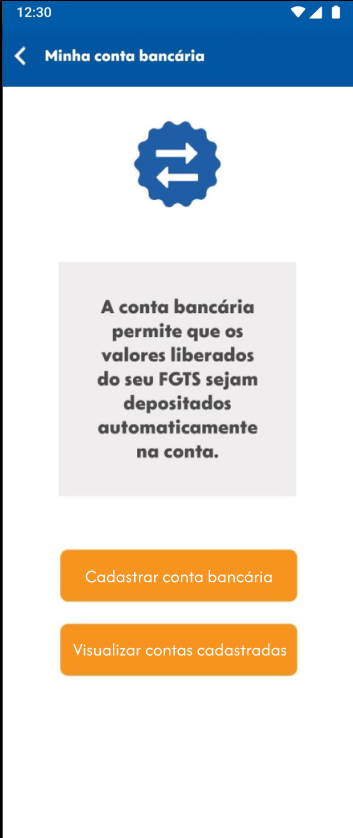 12:30
Minha conta bancária
A conta bancária
permite que os
valores liberados
do seu FGTS sejam
depositados
automaticamente
na conta.
Cadastrar conta bancária
Visualizar contas cadastradas